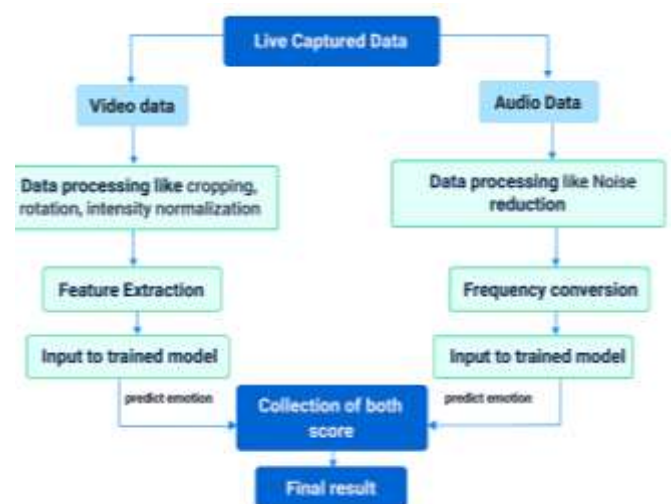 Live Captured Data
Video data
Audio Data
Data processing like cropping,
rotation, intensity normalization
Data processing like Noise
reduction
Feature Extraction
Frequency conversion
Input to trained model
Input to trained model
predict emotion
predict emotion
Collection of both
score
Final result